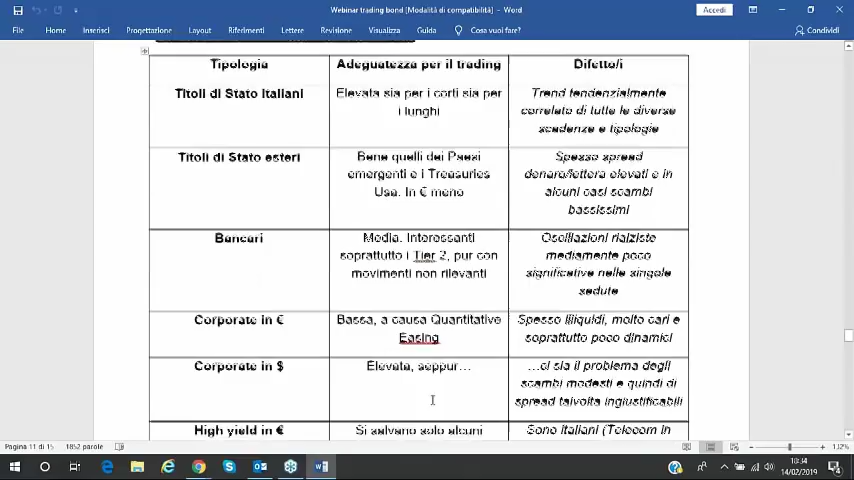 Webinar trading bond [Modalità di compatibilità] - Word
Accedi
File Home Inserisci Progettazione Layout Riferimenti Lettere Revisione Visualizza Guida Cosa vuoi fare? Condividi
Tipologia Adeguatezza per il trading Difetto/i
Titoli di Stato italiani Elevata sia per i corti sia per Trend tendenzialmente
i lunghi correlato di tutte le diverse
scadenze e tipologie
Titoli di Stato esteri Bene quelli dei Paesi Spesso spread
emergenti e i Treasuries denaro/lettera elevati e in
Usa. In € meno alcuni casi scambi
bassissimi
Bancari Media. Interessanti Oscillazioni rialziste
soprattutto i Tier 2, pur con mediamente poco
movimenti non rilevanti significative nelle singole
sedute
Corporate in € Bassa, a causa Quantitative Spesso illiquidi, molto cari e
Easing soprattutto poco dinamici
Corporate in $ Elevata, seppur… …ci sia il problema degli
scambi modesti e quindi di
spread talvolta ingiustificabili
High yield in € Si salvano solo alcuni Sono italiani (Telecom in
Pagina 11 di 15 1852 parole 132%
10:34
14/02/2019